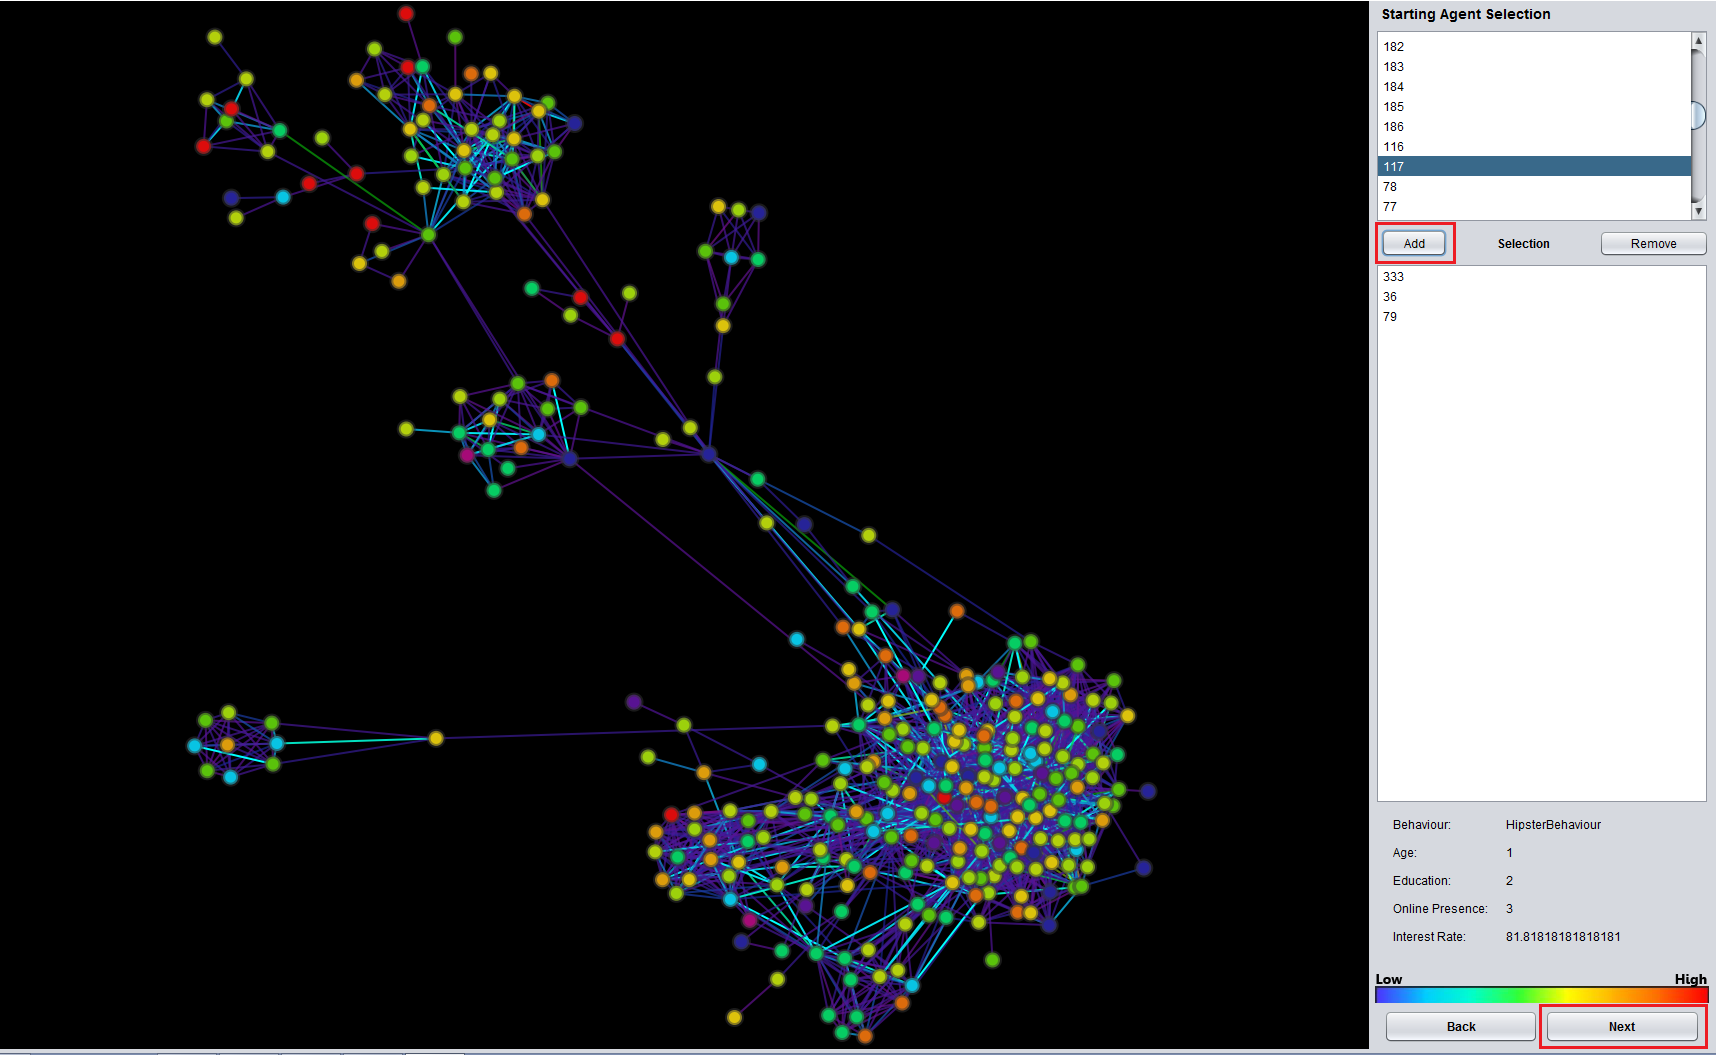 Starting Agent Selection
182
183
184
185
186
116
117
78
77
Add
Selection
Remove
333
36
79
Behaviour: HipsterBehaviour
Age: 1
Education: 2
Online Presence: 3
Interest Rate: 81.81818181818181
Low High
Back
Next